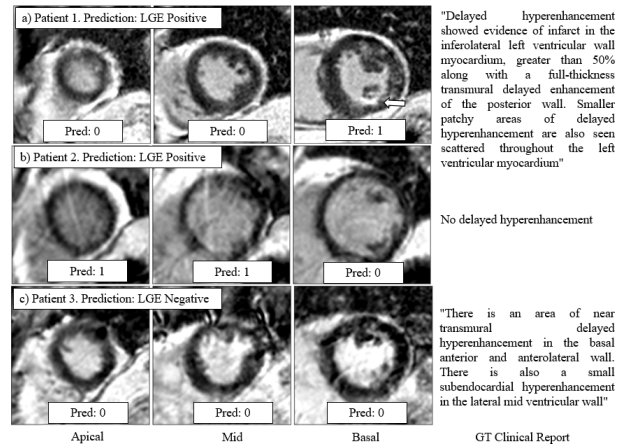 a) Patient 1. Prediction: LGE Positive
Pred: 0
Pred: 0
Pred: 1
"Delayed hyperenhancement
showed evidence of infarct in the
inferolateral left ventricular wall
myocardium, greater than 50%
along with a full-thickness
transmural delayed enhancement
of the posterior wall. Smaller
patchy areas of delayed
hyperenhancement are also seen
scattered throughout the left
ventricular myocardium"
b) Patient 2. Prediction: LGE Positive
Pred: 1
Pred: 1
Pred: 0
No delayed hyperenhancement
c) Patient 3. Prediction: LGE Negative
Pred: 0
Pred: 0
Pred: 0
"There is an area of near
transmural delayed
hyperenhancement in the basal
anterior and anterolateral wall.
There is also a small
subendocardial hyperenhancement
in the lateral mid ventricular wall"
Apical
Mid
Basal
GT Clinical Report